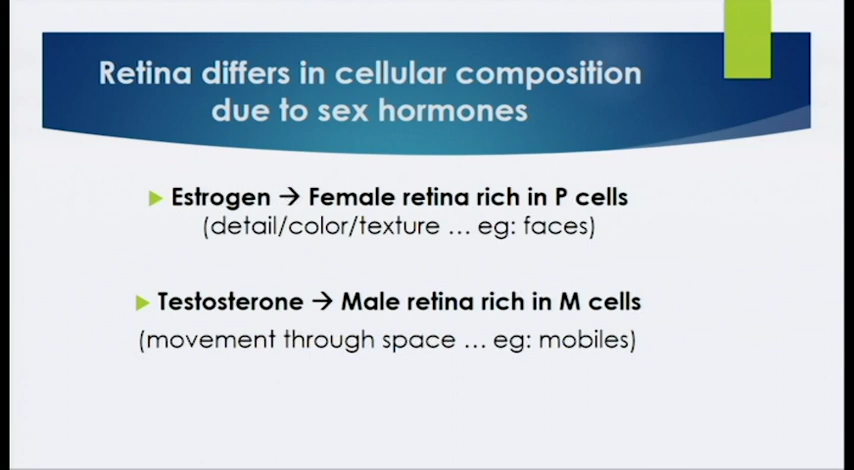 Retina differs in cellular composition
due to sex hormones
Estrogen → Female retina rich in P cells
(detail/color/texture ... eg: faces)
Testosterone → Male retina rich in M cells
(movement through space ... eg: mobiles)